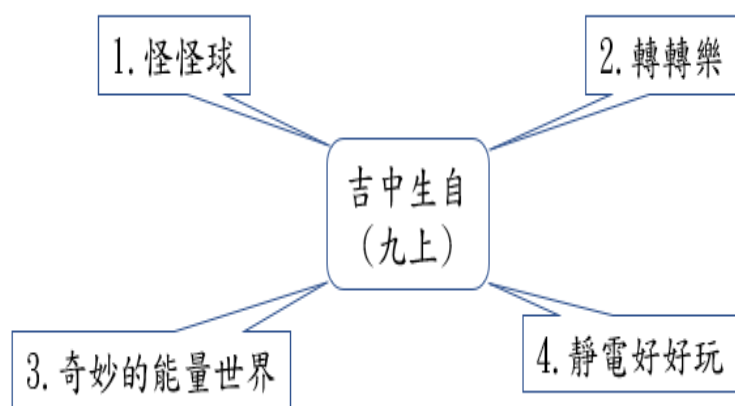 1. 怪怪球
2. 轉轉樂
吉中生自
(九上)
3. 奇妙的能量世界
4. 靜電好好玩